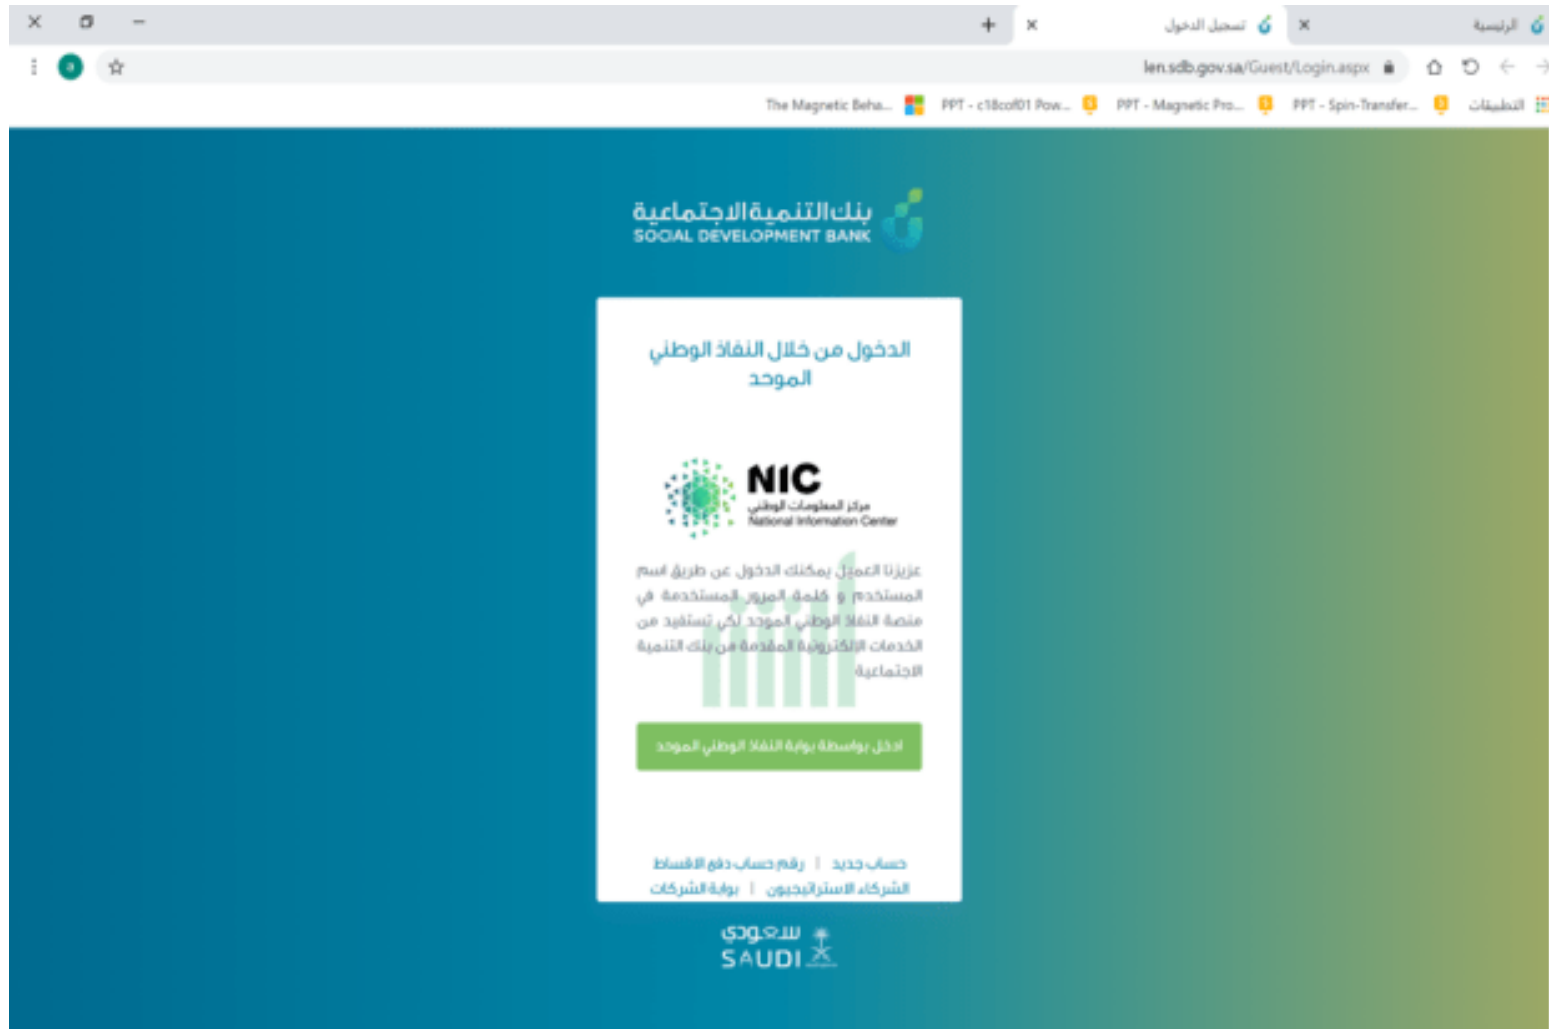 الرئيسية
تسجيل الدخول
len.sdb.gov.sa/Guest/Login.aspx
a
التطبيقات
PPT - Spin-Transfer...
PPT - Magnetic Pro...
PPT - c18cof01 Pow...
The Magnetic Beha...
بنك التنمية الاجتماعية
SOCIAL DEVELOPMENT BANK
الدخول من خلال النفاذ الوطني
الموحد
NIC
مركز المعلومات الوطني
National Information Center
عزيزنا العميل يمكنك الدخول عن طريق اسم
المستخدم و كلمة المرور المستخدمة في
منصة النفاذ الوطني الموحد لكي تستفيد من
الخدمات الإلكترونية المقدمة من بنك التنمية
الاجتماعية
ادخل بواسطة بوابة النفاذ الوطني الموحد
حساب جديد | رقم حساب دفع الاقساط
الشركاء الاستراتيجيون | بوابة الشركات
سعودي
SAUDI